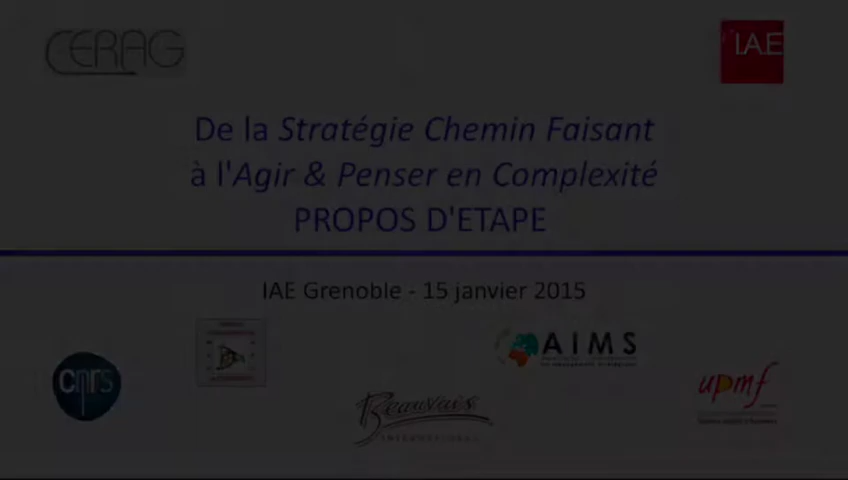 CERAG
I.A.E
De la Stratégie Chemin Faisant
à l'Agir & Penser en Complexité
PROPOS D'ETAPE
IAE Grenoble - 15 janvier 2015
AIMS
cnrs
upmf
Beauvais
INTERNATIONAL